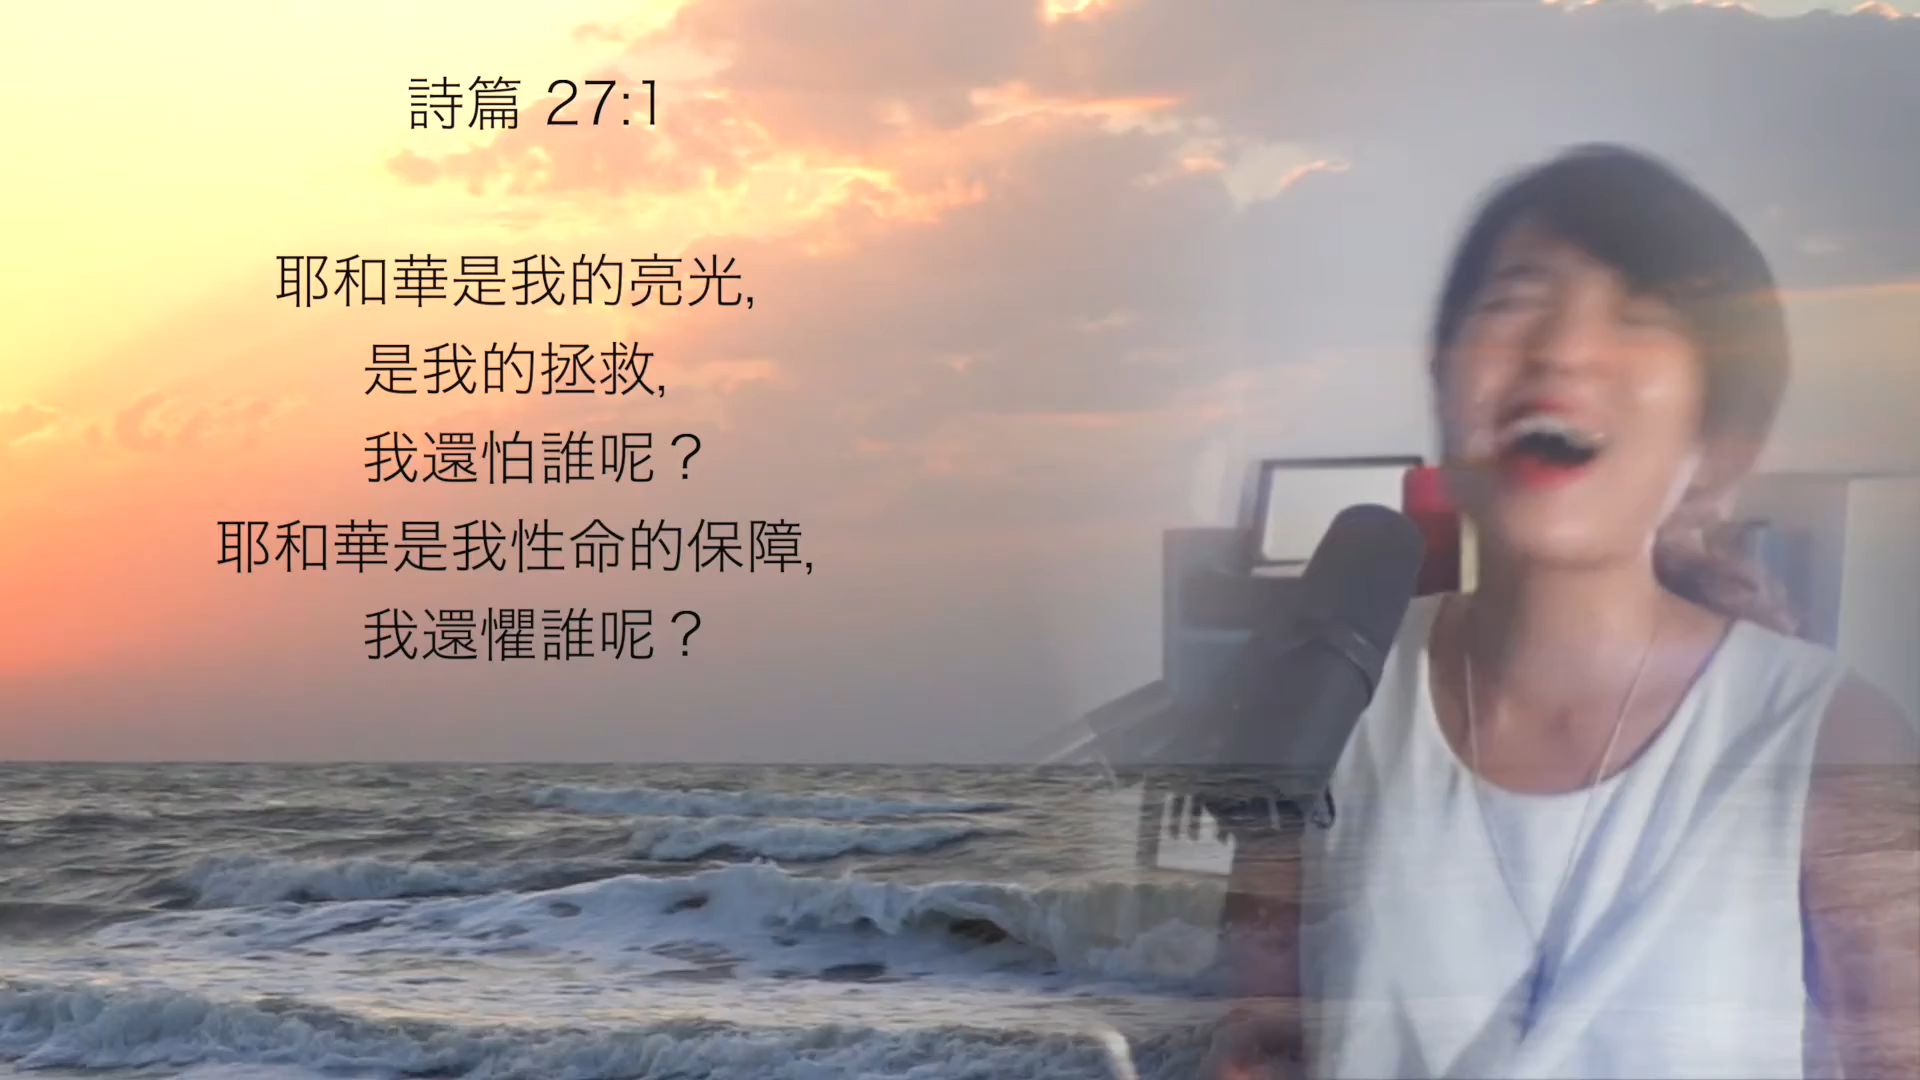 詩篇 27:1
耶和華是我的亮光,
是我的拯救,
我還怕誰呢？
耶和華是我性命的保障,
我還懼誰呢？